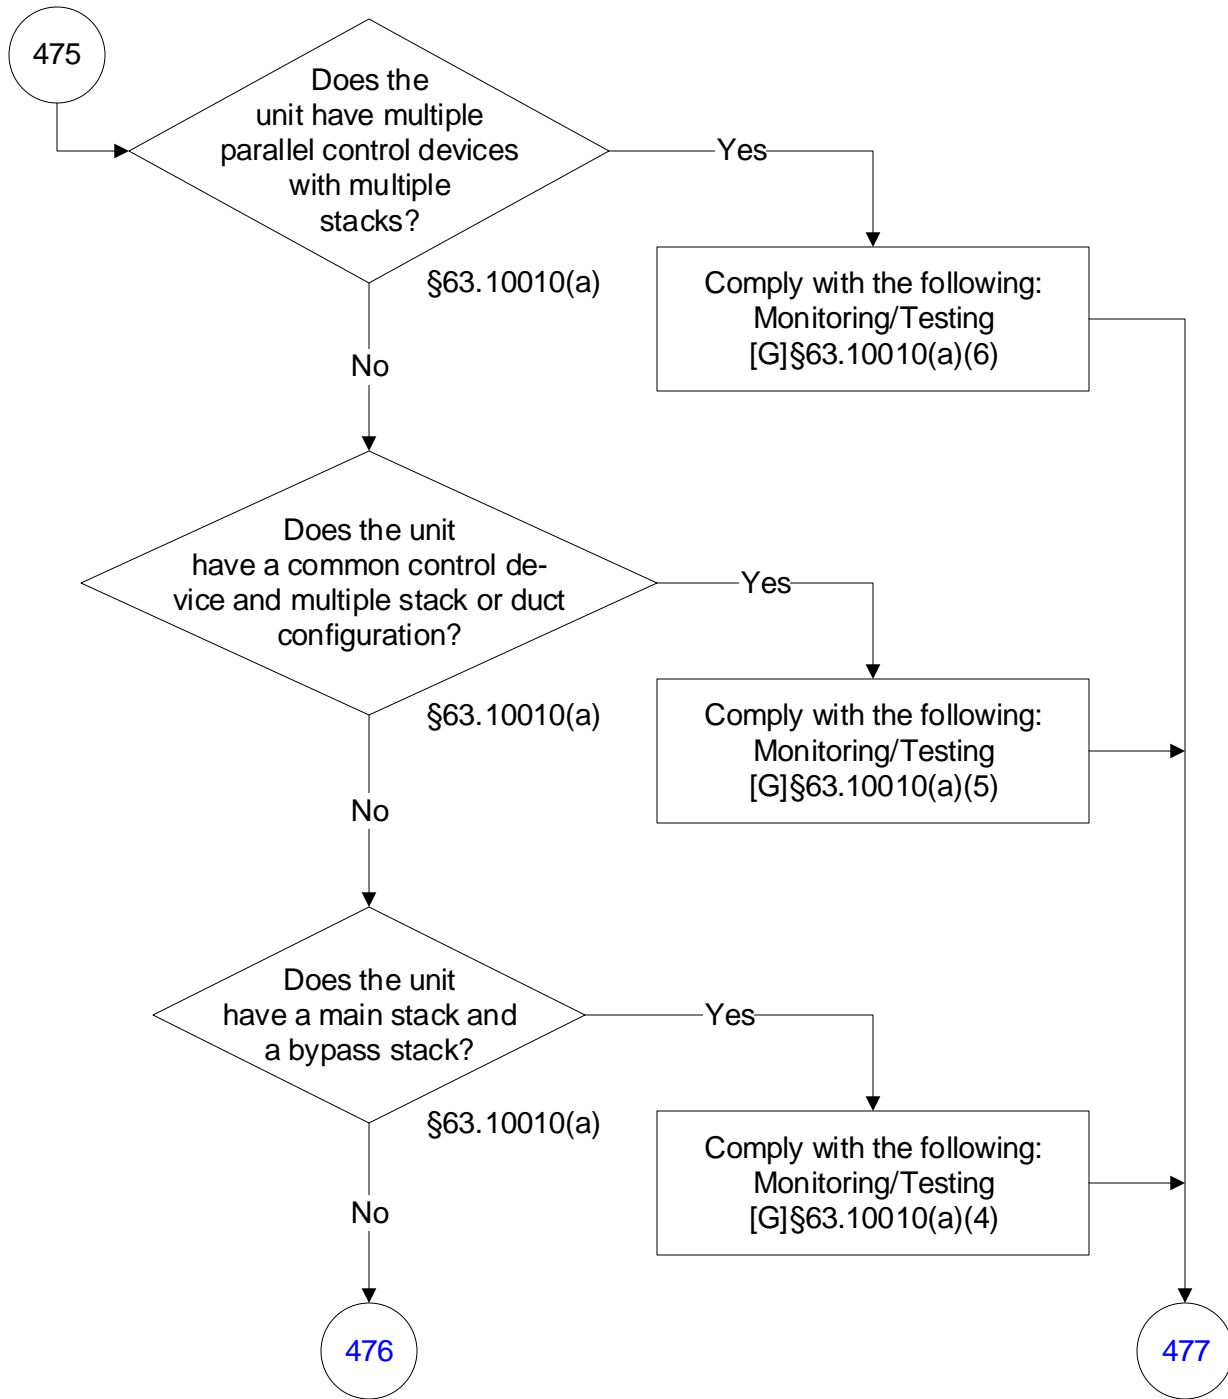 475
Does the
unit have multiple
parallel control devices
with multiple
stacks?
Yes
§63.10010(a)
Comply with the following:
Monitoring/Testing
[G]§63.10010(a)(6)
No
Does the unit
have a common control de-
vice and multiple stack or duct
configuration?
Yes
§63.10010(a)
Comply with the following:
Monitoring/Testing
[G]§63.10010(a)(5)
No
Does the unit
have a main stack and
a bypass stack?
Yes
§63.10010(a)
Comply with the following:
Monitoring/Testing
[G]§63.10010(a)(4)
No
476
477